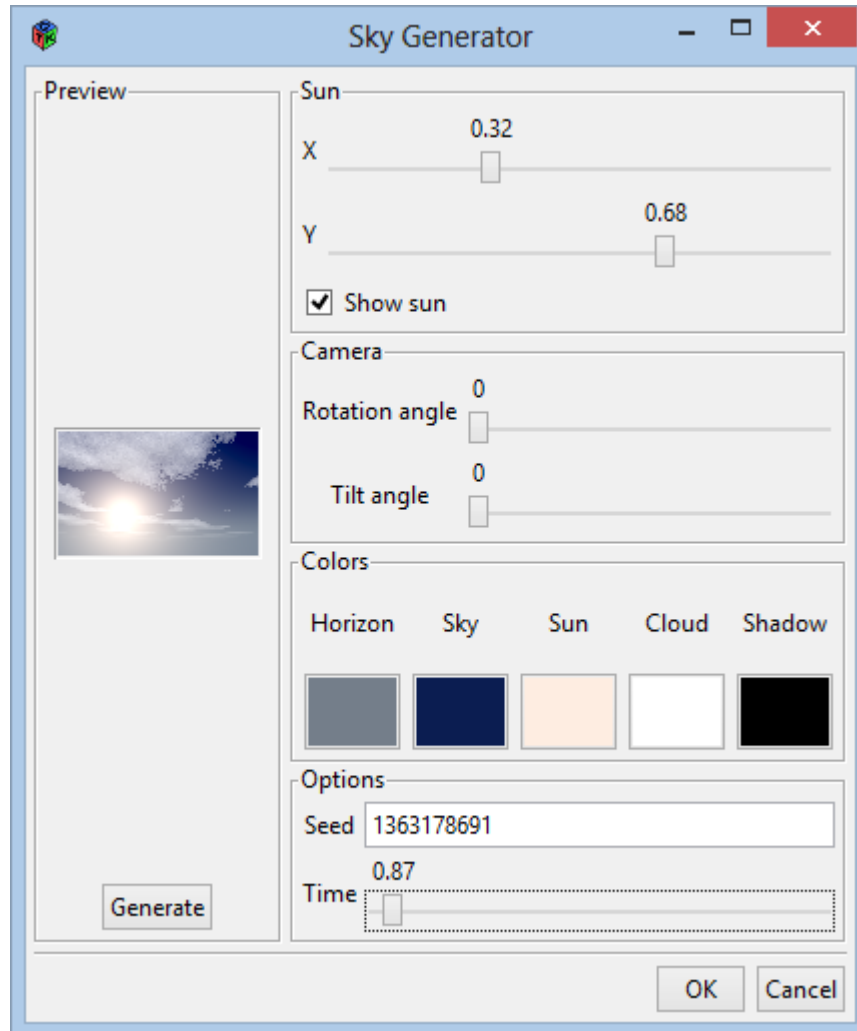 Sky Generator
Preview
Sun
0.32
X
0.68
Y
Show sun
Camera
0
Rotation angle
0
Tilt angle
Colors
Horizon Sky Sun Cloud Shadow
Options
Seed 1363178691
0.87
Time
Generate
OK Cancel